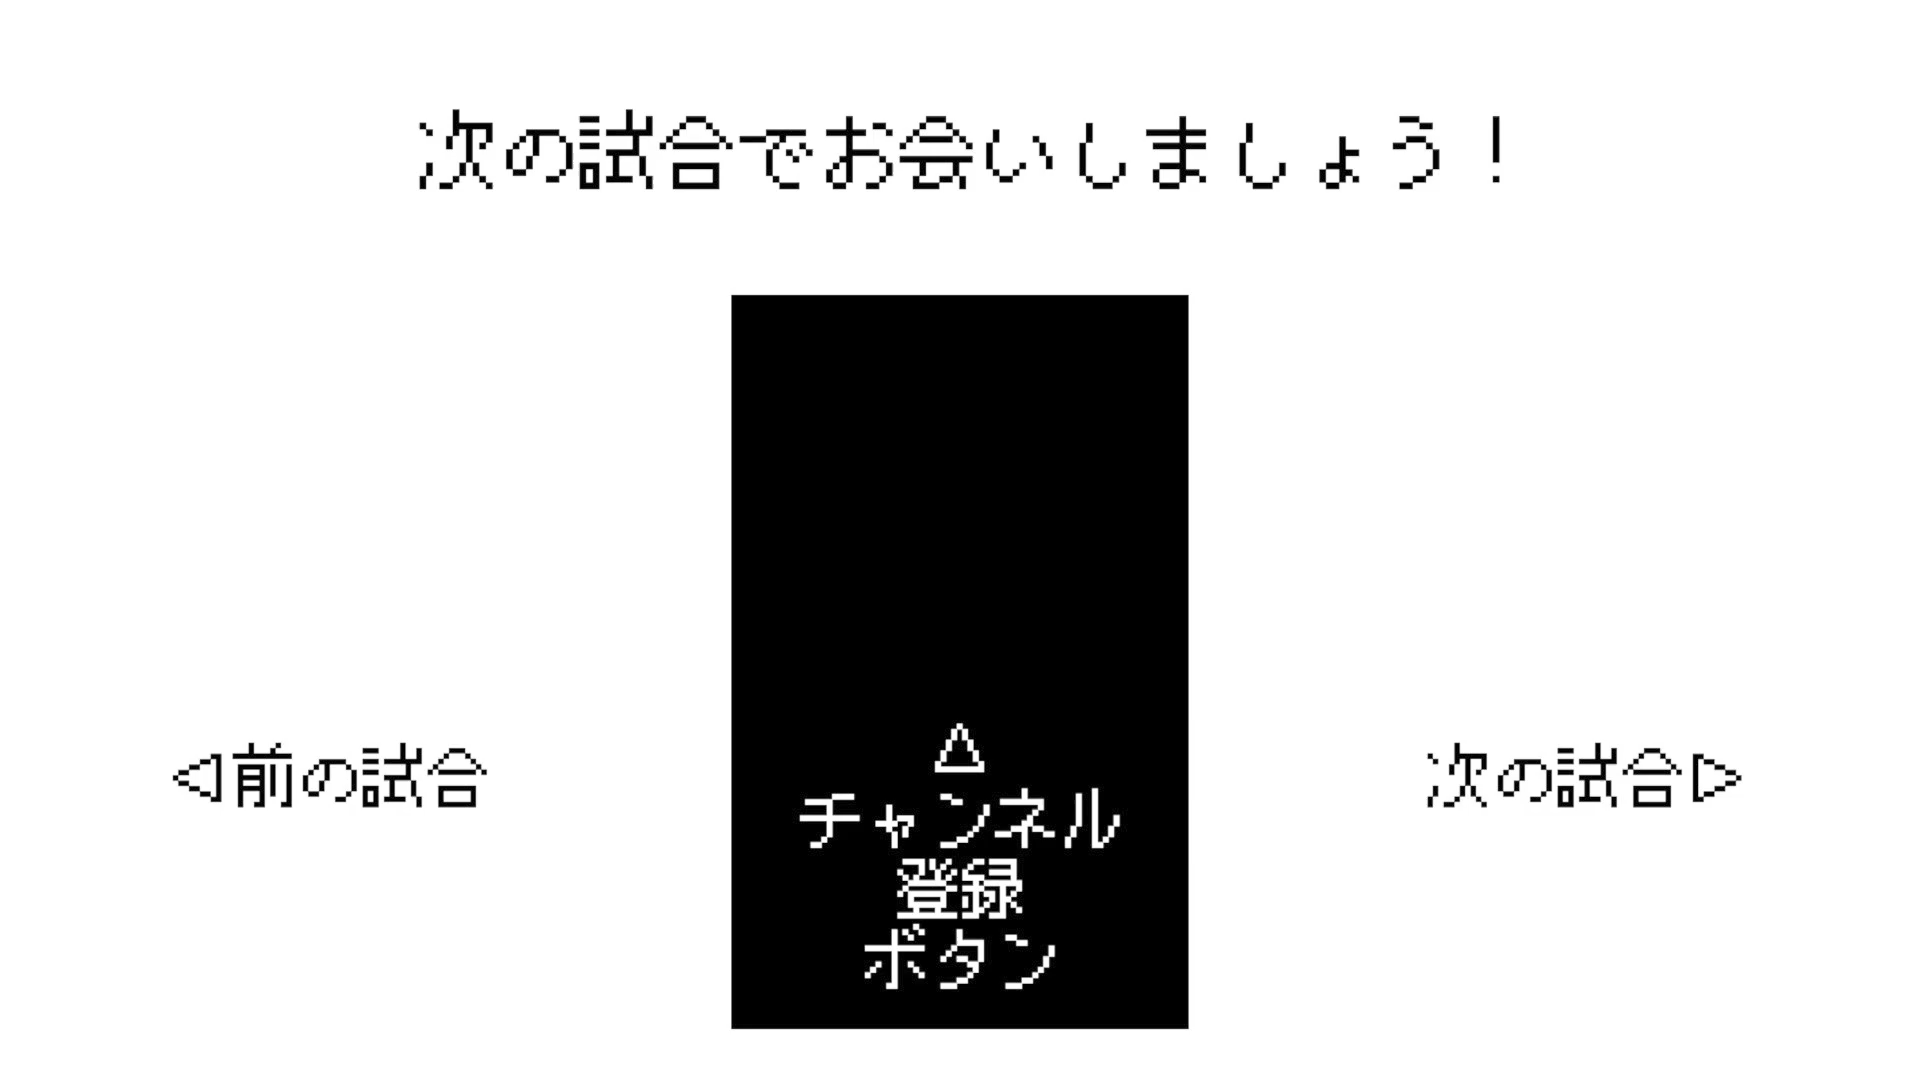 次の試合でお会いしましょう！
◁前の試合
△
チャンネル
登録
ボタン
次の試合▷